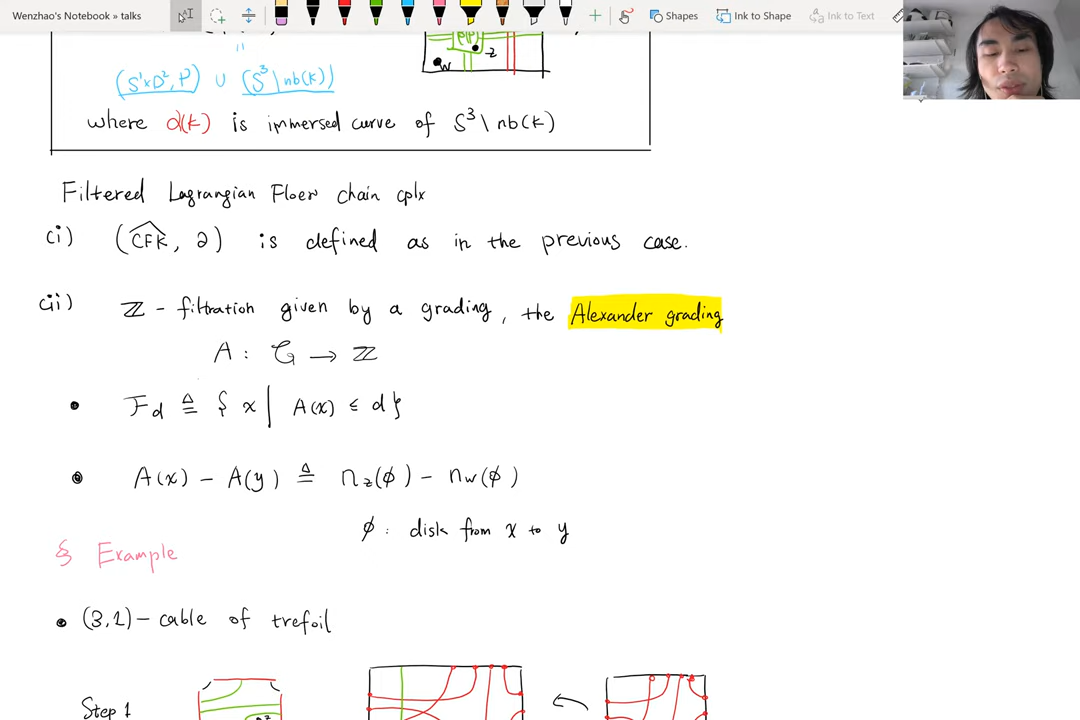 Wenzhao's Notebook » talks
Shapes
Ink to Shape
Ink to Text
β(P)
z
w
(S¹×D², P) ∪ (S³\nb(k))
where α(k) is immersed curve of S³\nb(k)
Filtered Lagrangian Floer chain cplx
(i) (\widehat{CFK}, ∂) is defined as in the previous case.
(ii) ℤ - filtration given by a grading, the Alexander grading
A : G → ℤ
• F_d ≜ { x | A(x) ≤ d }
• A(x) - A(y) ≜ n_z(φ) - n_w(φ)
φ : disk from x to y
§ Example
• (3,1) - cable of trefoil
Step 1